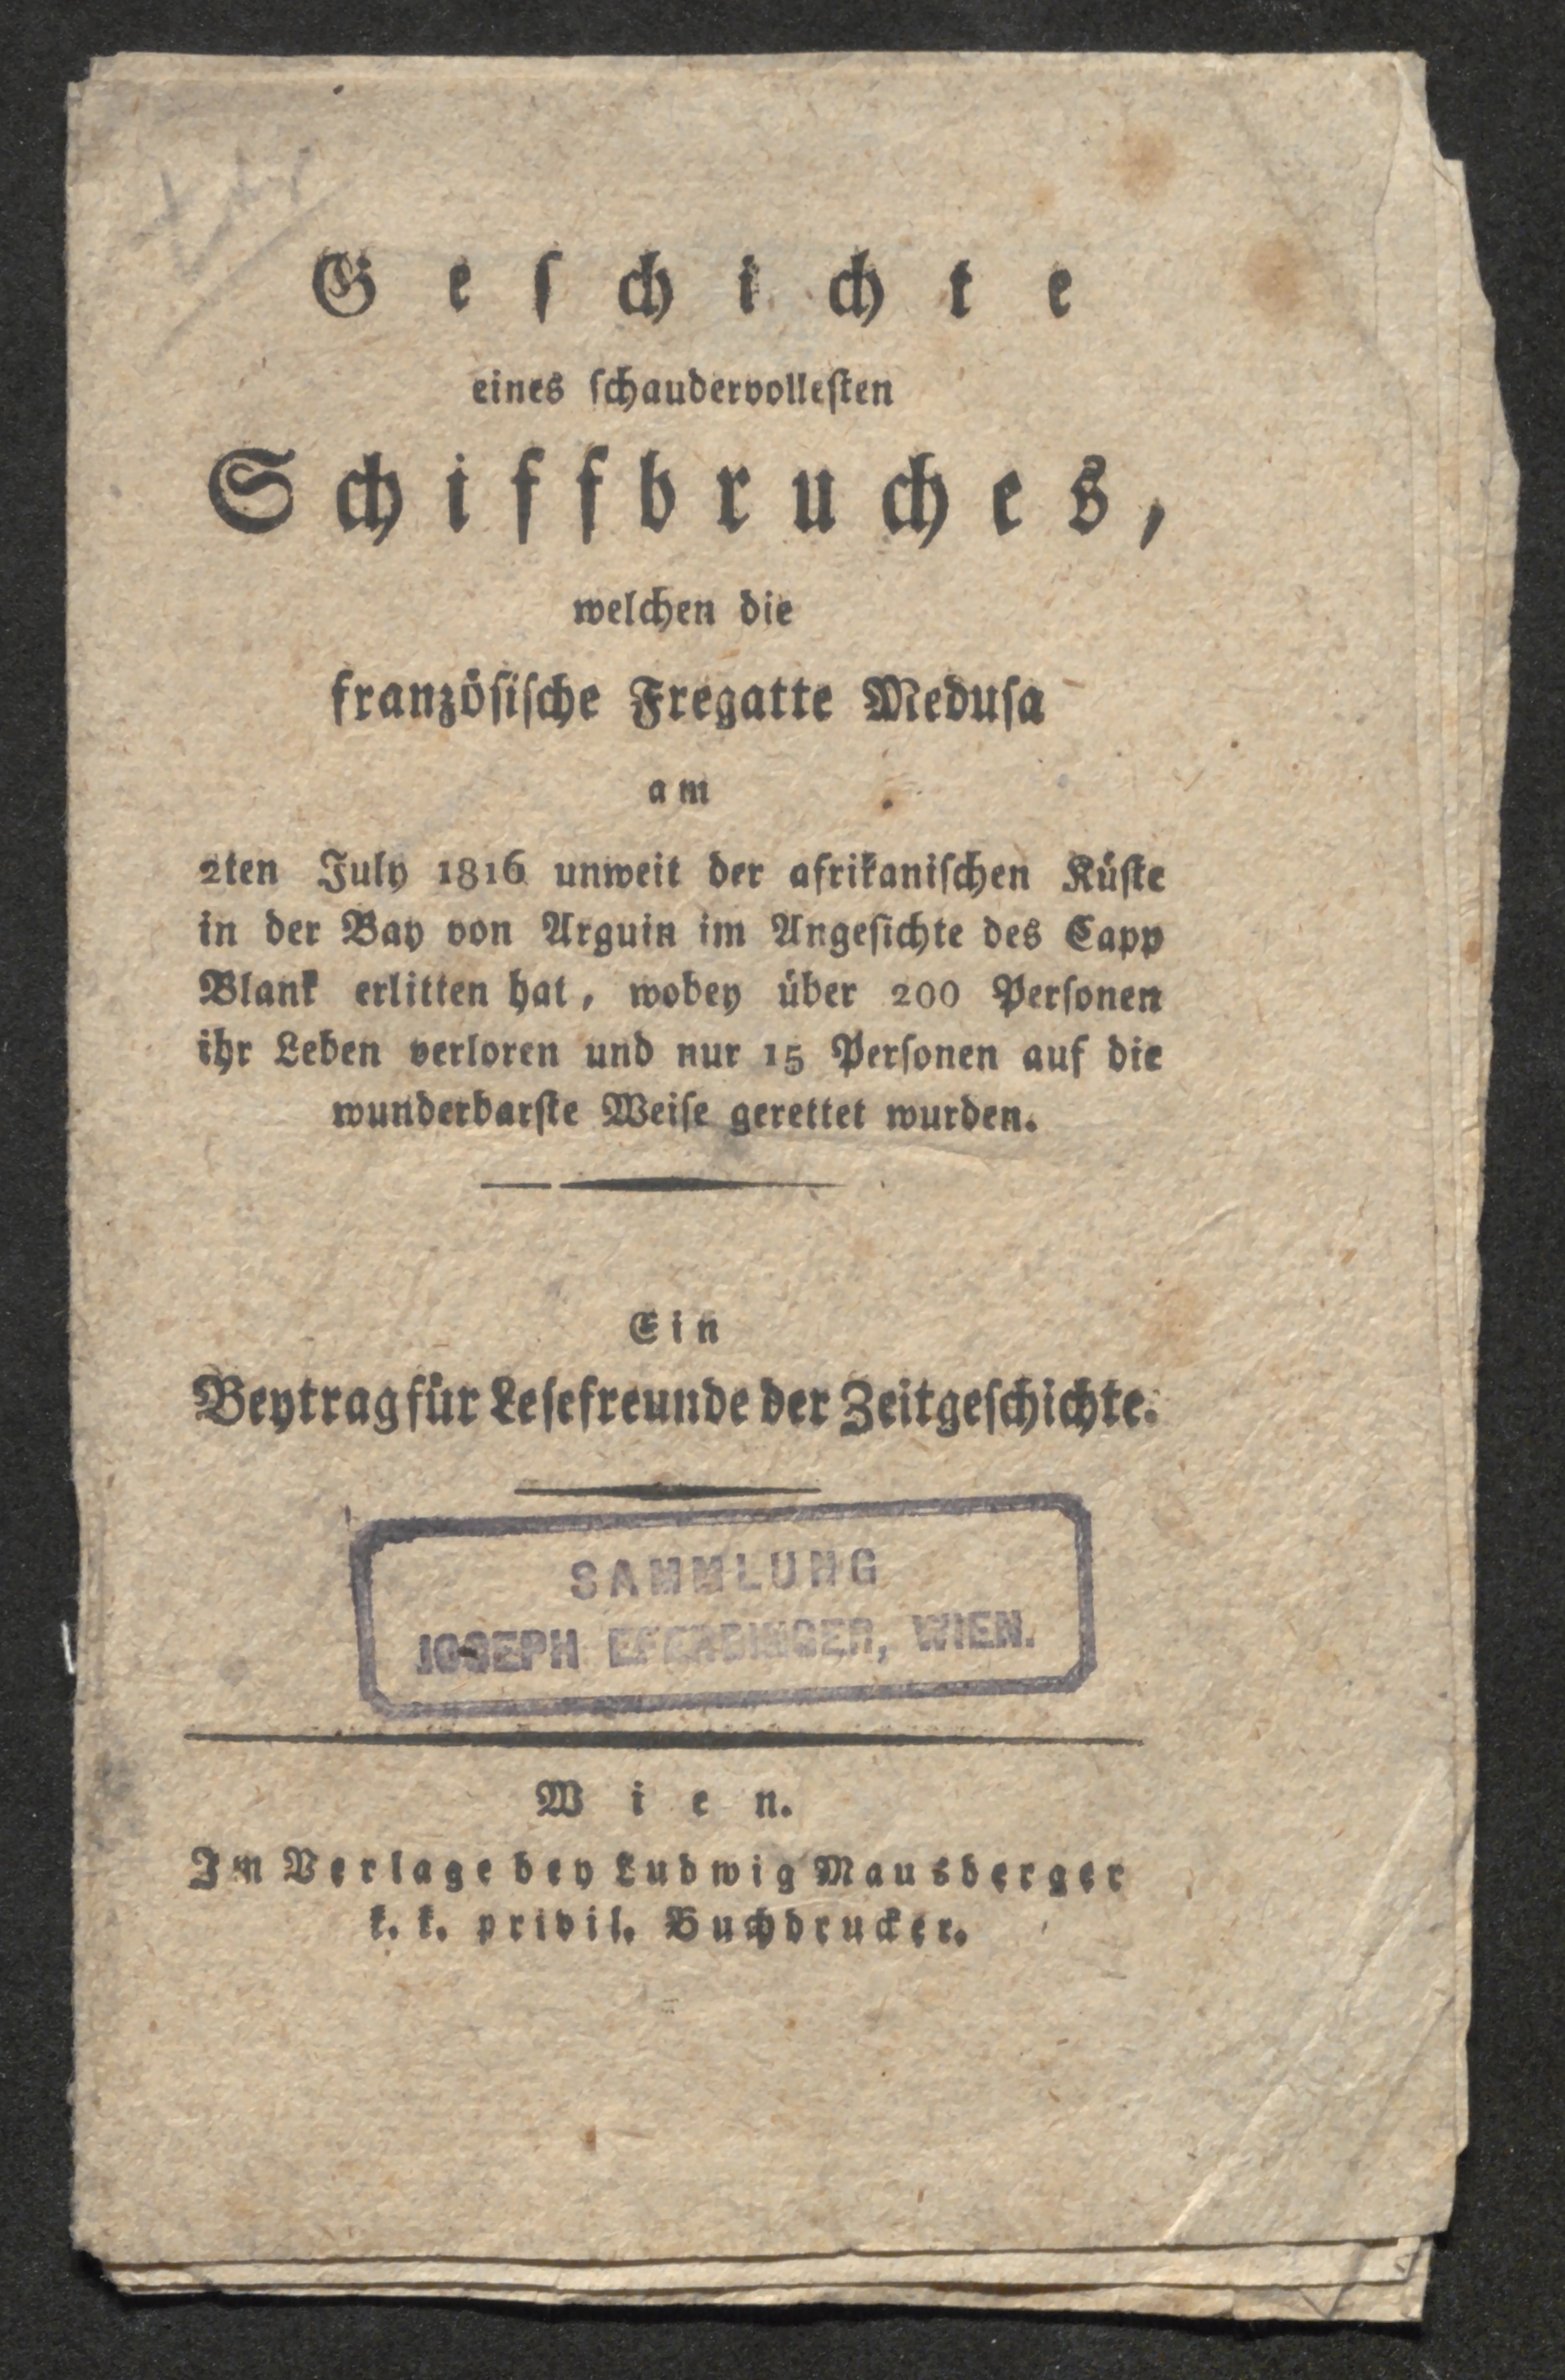 Geſchichte
eines ſchaudervolleſten
Schiffbruches,
welchen die
franzöſiſche Fregatte Meduſa
am
2ten July 1816 unweit der afrikaniſchen Küſte
in der Bay von Arguin im Angeſichte des Capp
Blank erlitten hat, wobey über 200 Perſonen
ihr Leben verloren und nur 15 Perſonen auf die
wunderbarſte Weiſe gerettet wurden.
Ein
Beytrag für Leſefreunde der Zeitgeſchichte.
SAMMLUNG
JOSEPH EFERDINGER, WIEN.
Wien.
Im Verlage bey Ludwig Mausberger
k. k. privil. Buchdrucker.